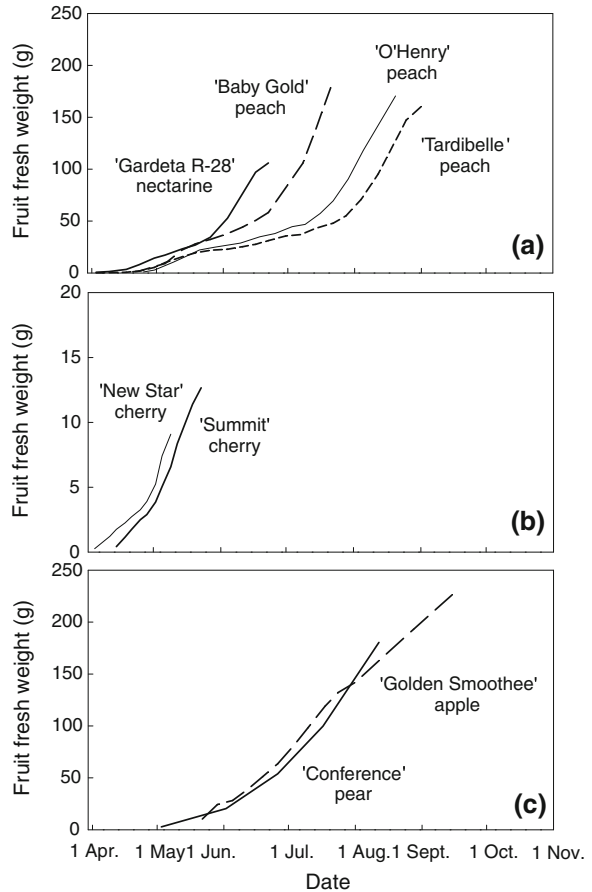 Fruit fresh weight (g)
250
200
150
100
50
0
'Gardeta R-28'
nectarine
'Baby Gold'
peach
'O'Henry'
peach
'Tardibelle'
peach
(a)
Fruit fresh weight (g)
20
15
10
5
0
'New Star'
cherry
'Summit'
cherry
(b)
Fruit fresh weight (g)
250
200
150
100
50
0
'Golden Smoothee'
apple
'Conference'
pear
(c)
1 Apr. 1 May 1 Jun. 1 Jul. 1 Aug. 1 Sept. 1 Oct. 1 Nov.
Date